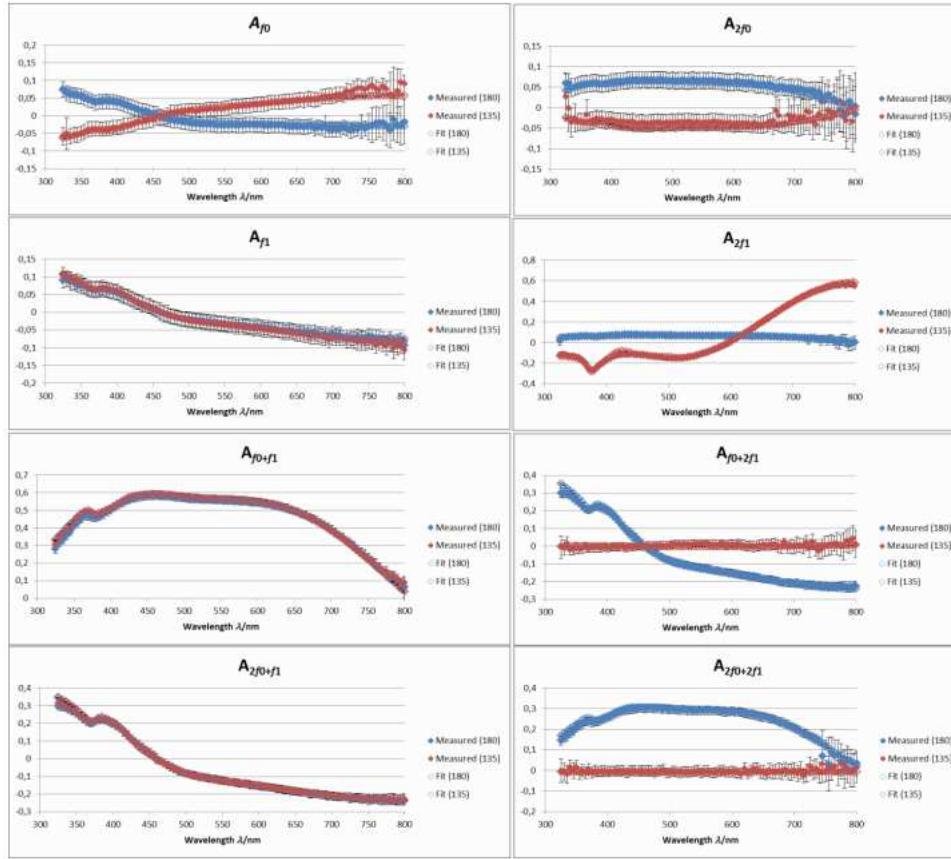 A_f0
0,2
0,15
0,1
0,05
0
-0,05
-0,1
-0,15
300 350 400 450 500 550 600 650 700 750 800
Wavelength λ/nm
Measured (180)
Measured (135)
Fit (180)
Fit (135)
A_2f0
0,15
0,1
0,05
0
-0,05
-0,1
-0,15
300 400 500 600 700 800
Wavelength λ/nm
Measured (180)
Measured (135)
Fit (180)
Fit (135)
A_f1
0,15
0,1
0,05
0
-0,05
-0,1
-0,15
-0,2
300 350 400 450 500 550 600 650 700 750 800
Wavelength λ/nm
Measured (180)
Measured (135)
Fit (180)
Fit (135)
A_2f1
0,8
0,6
0,4
0,2
0
-0,2
-0,4
300 400 500 600 700 800
Wavelength λ/nm
Measured (180)
Measured (135)
Fit (180)
Fit (135)
A_f0+f1
0,7
0,6
0,5
0,4
0,3
0,2
0,1
0
300 350 400 450 500 550 600 650 700 750 800
Wavelength λ/nm
Measured (180)
Measured (135)
Fit (180)
Fit (135)
A_f0+2f1
0,4
0,3
0,2
0,1
0
-0,1
-0,2
-0,3
300 400 500 600 700 800
Wavelength λ/nm
Measured (180)
Measured (135)
Fit (180)
Fit (135)
A_2f0+f1
0,4
0,3
0,2
0,1
0
-0,1
-0,2
-0,3
300 350 400 450 500 550 600 650 700 750 800
Wavelength λ/nm
Measured (180)
Measured (135)
Fit (180)
Fit (135)
A_2f0+2f1
0,4
0,3
0,2
0,1
0
-0,1
-0,2
300 400 500 600 700 800
Wavelength λ/nm
Measured (180)
Measured (135)
Fit (180)
Fit (135)